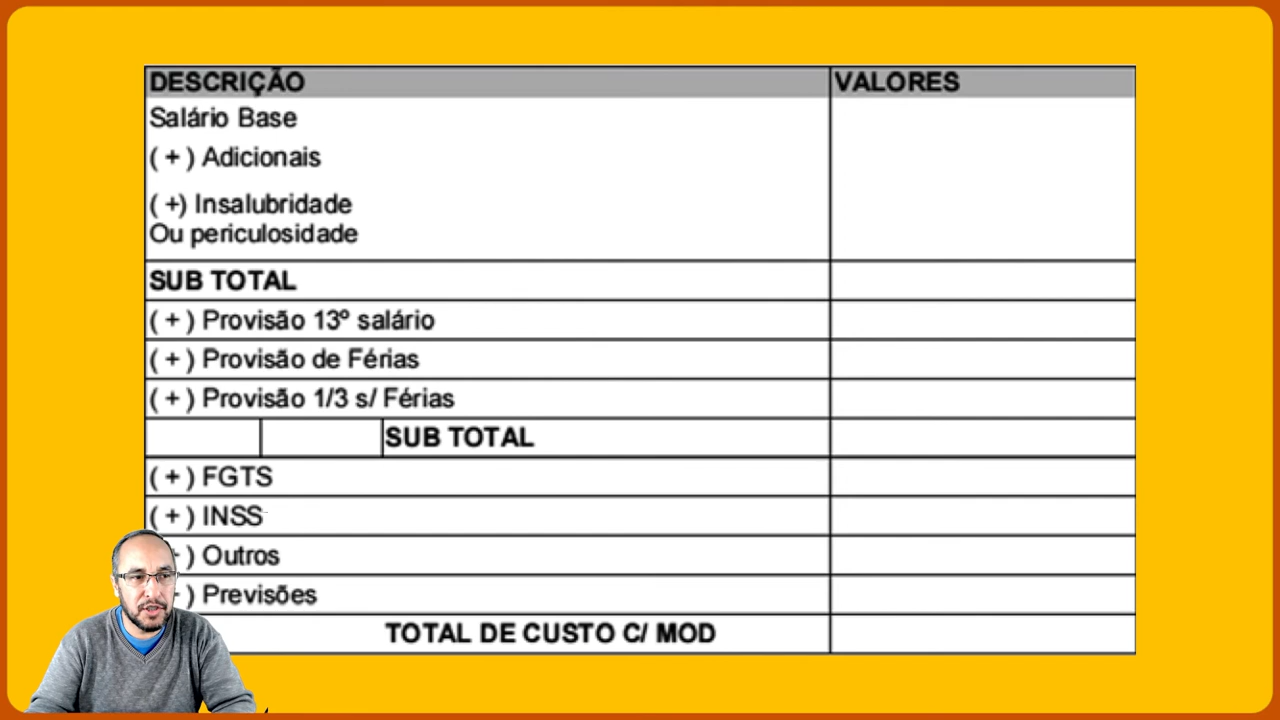 DESCRIÇÃO VALORES
Salário Base
( + ) Adicionais
( +) Insalubridade
Ou periculosidade
SUB TOTAL
( + ) Provisão 13º salário
( + ) Provisão de Férias
( + ) Provisão 1/3 s/ Férias
SUB TOTAL
( + ) FGTS
( + ) INSS
) Outros
) Previsões
TOTAL DE CUSTO C/ MOD